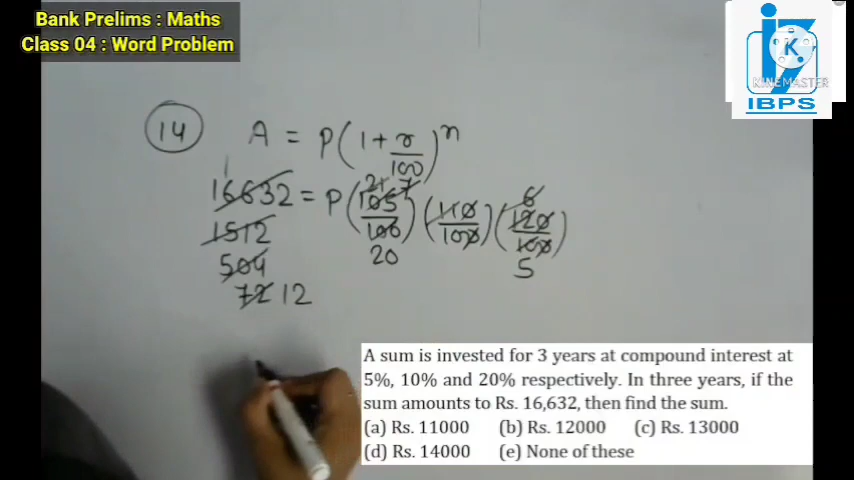 Bank Prelims : Maths
Class 04 : Word Problem
K
KINEMASTER
IBPS
14 A = P(1 + r/100)^n
16632 = P(105/100)(110/100)(120/100)
21 7 6
1
1512
20 5
504
72 12
A sum is invested for 3 years at compound interest at
5%, 10% and 20% respectively. In three years, if the
sum amounts to Rs. 16,632, then find the sum.
(a) Rs. 11000 (b) Rs. 12000 (c) Rs. 13000
(d) Rs. 14000 (e) None of these